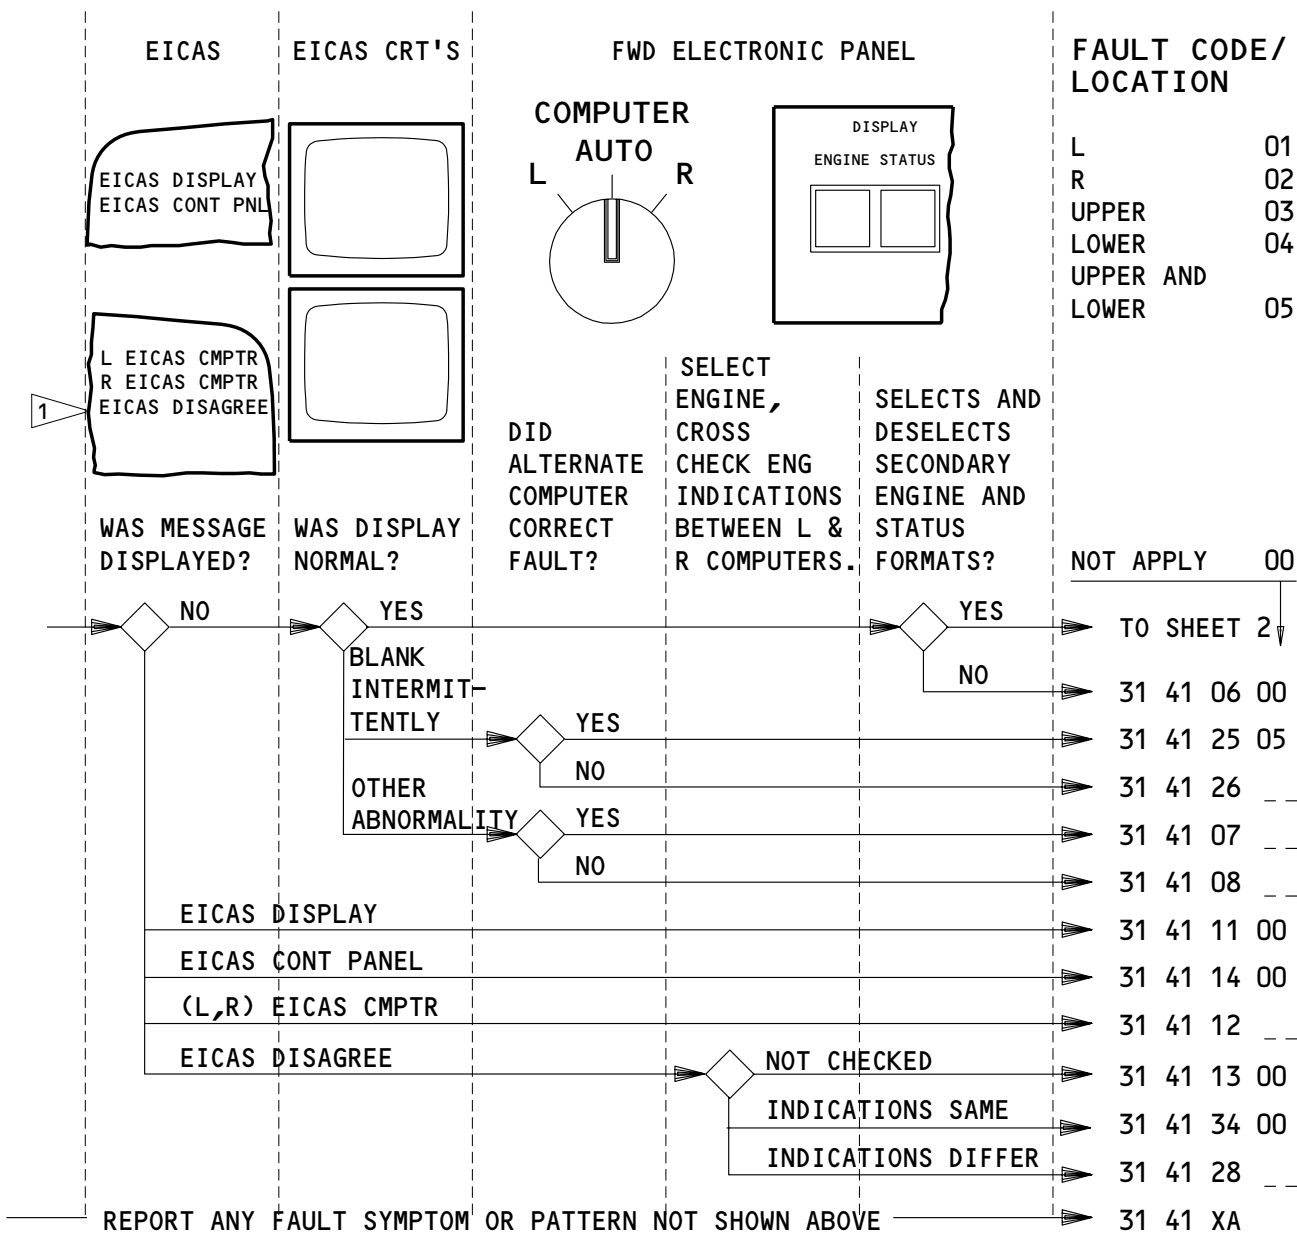 EICAS
EICAS CRT'S
FWD ELECTRONIC PANEL
FAULT CODE/
LOCATION
EICAS DISPLAY
EICAS CONT PNL
L EICAS CMPTR
R EICAS CMPTR
EICAS DISAGREE
1
COMPUTER
AUTO
L
R
DISPLAY
ENGINE STATUS
L 01
R 02
UPPER 03
LOWER 04
UPPER AND
LOWER 05
WAS MESSAGE
DISPLAYED?
WAS DISPLAY
NORMAL?
DID
ALTERNATE
COMPUTER
CORRECT
FAULT?
SELECT
ENGINE,
CROSS
CHECK ENG
INDICATIONS
BETWEEN L &
R COMPUTERS.
SELECTS AND
DESELECTS
SECONDARY
ENGINE AND
STATUS
FORMATS?
NOT APPLY 00
NO
YES
YES
TO SHEET 2
NO
31 41 06 00
BLANK
INTERMIT-
TENTLY
YES
31 41 25 05
NO
31 41 26 _ _
OTHER
ABNORMALITY
YES
31 41 07 _ _
NO
31 41 08 _ _
EICAS DISPLAY
31 41 11 00
EICAS CONT PANEL
31 41 14 00
(L,R) EICAS CMPTR
31 41 12 _ _
EICAS DISAGREE
NOT CHECKED
31 41 13 00
INDICATIONS SAME
31 41 34 00
INDICATIONS DIFFER
31 41 28 _ _
REPORT ANY FAULT SYMPTOM OR PATTERN NOT SHOWN ABOVE
31 41 XA